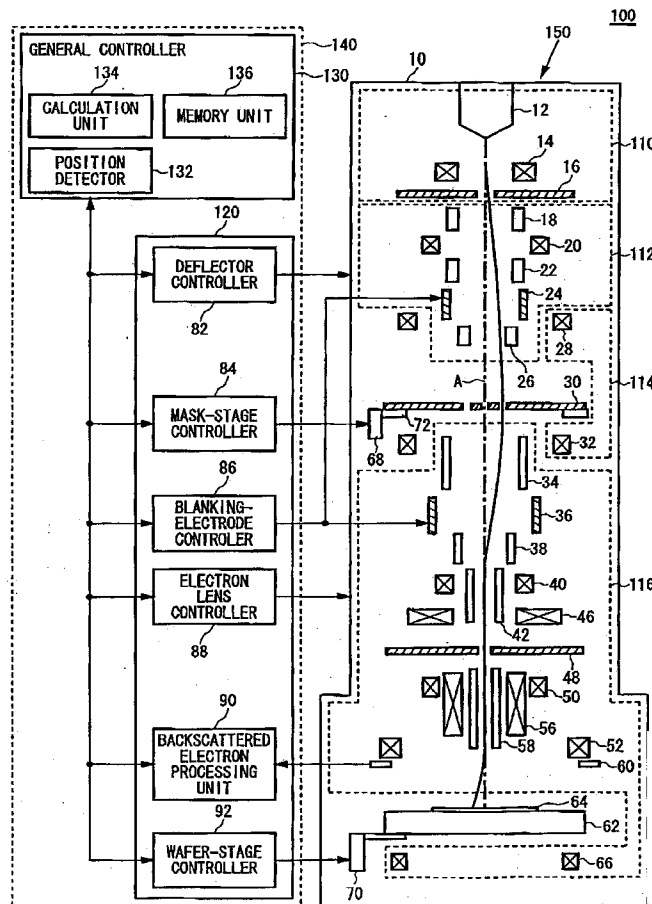 100
GENERAL CONTROLLER
140
130
134
136
CALCULATION
UNIT
MEMORY UNIT
POSITION
DETECTOR
132
120
DEFLECTOR
CONTROLLER
82
84
MASK-STAGE
CONTROLLER
86
BLANKING-
ELECTRODE
CONTROLER
ELECTRON
LENS
CONTROLLER
88
90
BACKSCATTERED
ELECTRON
PROCESSING
UNIT
92
WAFER-STAGE
CONTROLLER
10
150
12
14
16
110
18
20
22
112
24
28
26
A
30
114
72
68
32
34
36
38
40
116
46
42
48
50
56
58
52
60
64
62
66
70